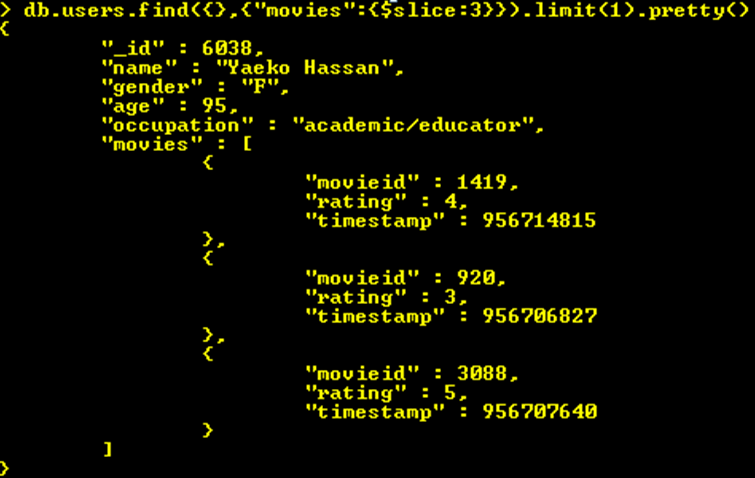 > db.users.find({},{"movies":{$slice:3}}).limit(1).pretty()
{
"_id" : 6038,
"name" : "Yaeko Hassan",
"gender" : "F",
"age" : 95,
"occupation" : "academic/educator",
"movies" : [
{
"movieid" : 1419,
"rating" : 4,
"timestamp" : 956714815
},
{
"movieid" : 920,
"rating" : 3,
"timestamp" : 956706827
},
{
"movieid" : 3088,
"rating" : 5,
"timestamp" : 956707640
}
]
}